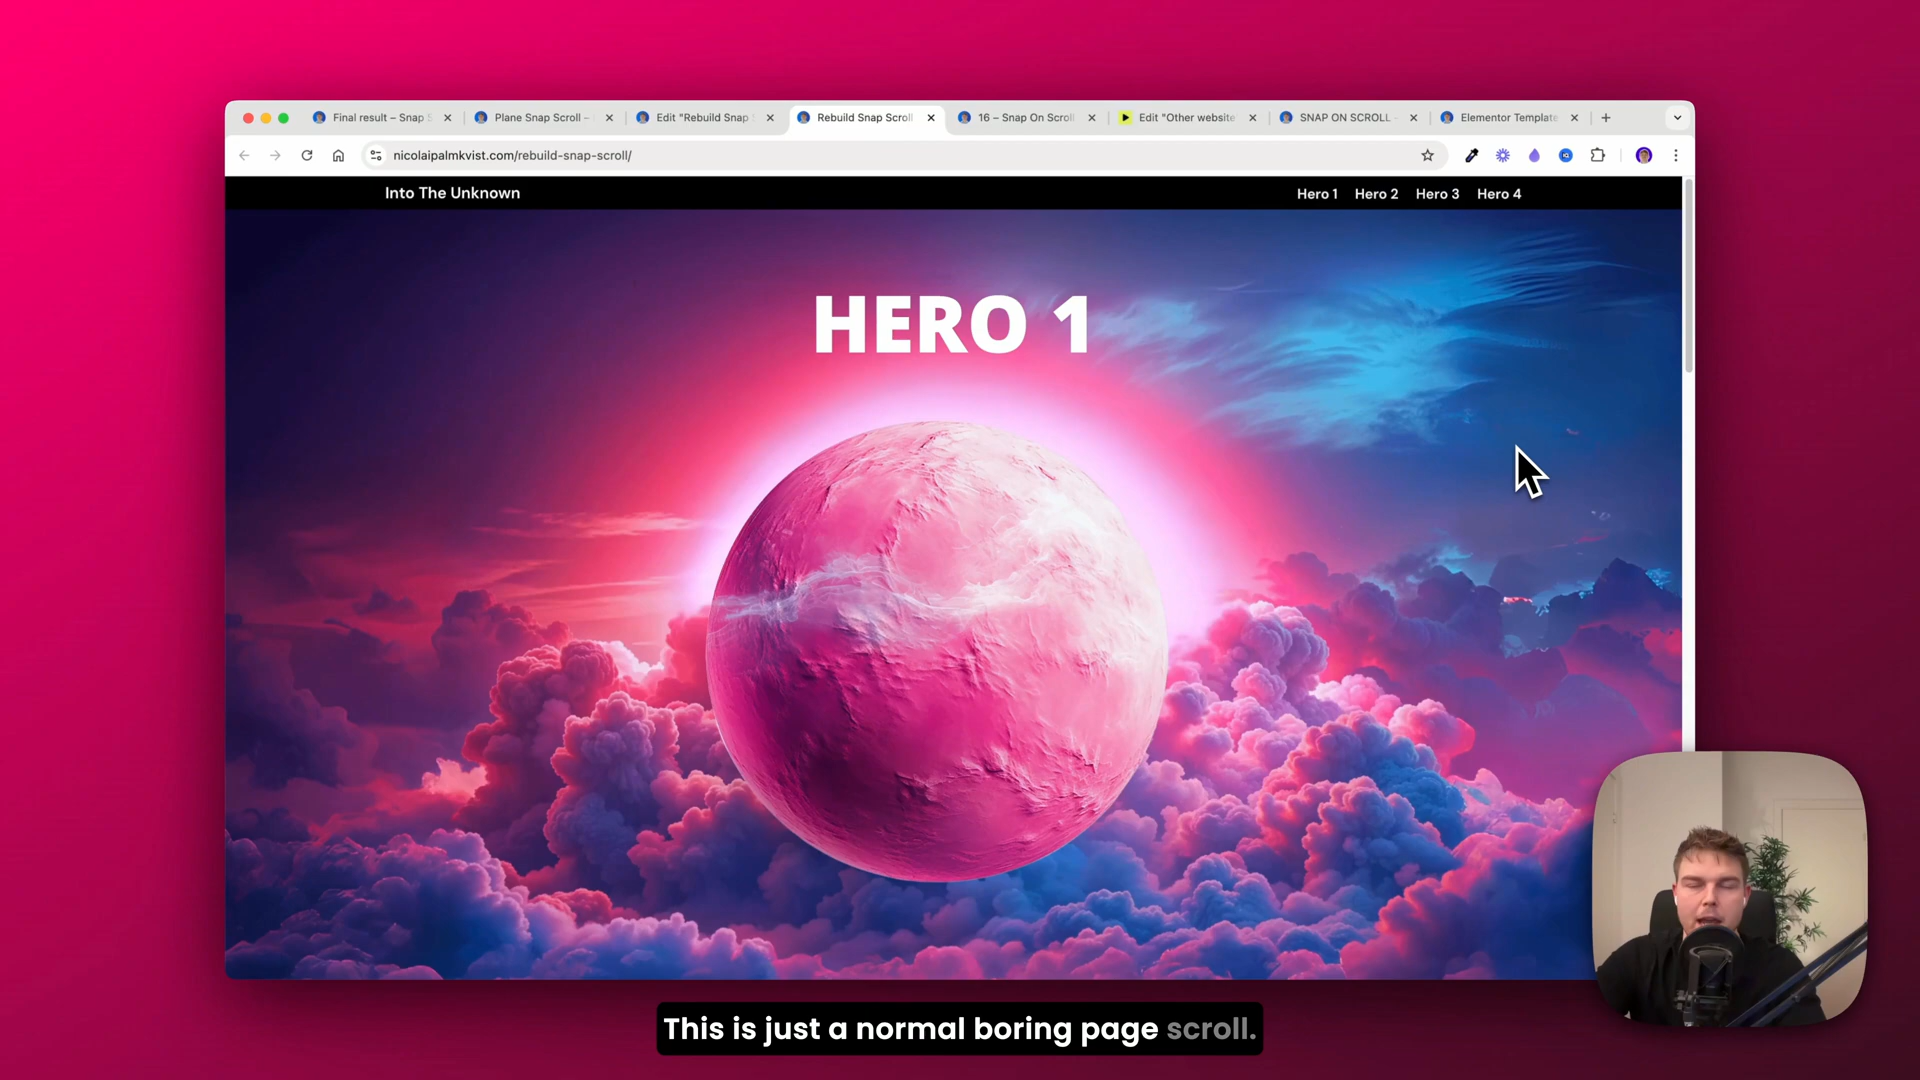 Final result – Snap S
Plane Snap Scroll –
Edit "Rebuild Snap
Rebuild Snap Scroll
16 – Snap On Scroll
Edit "Other website
SNAP ON SCROLL -
Elementor Template
nicolaipalmkvist.com/rebuild-snap-scroll/
Into The Unknown
Hero 1
Hero 2
Hero 3
Hero 4
HERO 1
This is just a normal boring page scroll.